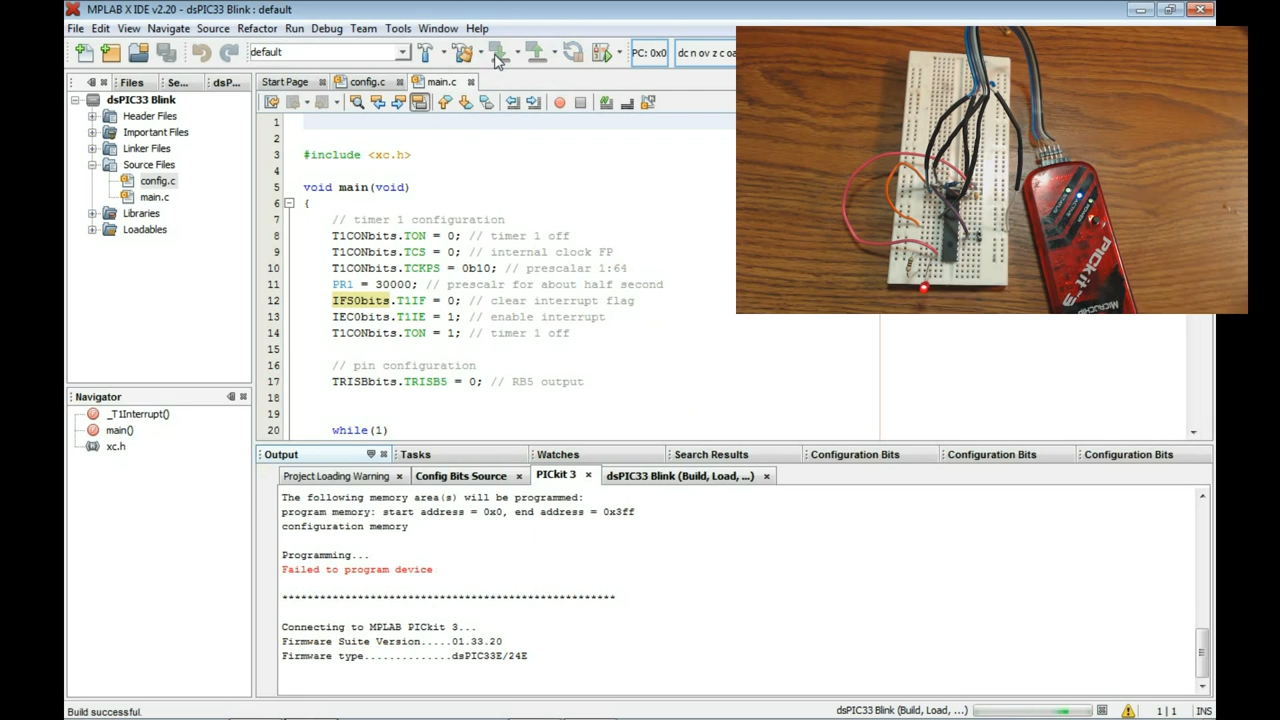 MPLAB X IDE v2.20 - dsPIC33 Blink : default
File Edit View Navigate Source Refactor Run Debug Team Tools Window Help
default
PC: 0x0
dc n ov z c oa
Files Se... dsP...
Start Page config.c main.c
dsPIC33 Blink
Header Files
Important Files
Linker Files
Source Files
config.c
main.c
Libraries
Loadables
1
2
3 #include <xc.h>
4
5 void main(void)
6 {
7 // timer 1 configuration
8 T1CONbits.TON = 0; // timer 1 off
9 T1CONbits.TCS = 0; // internal clock FP
10 T1CONbits.TCKPS = 0b10; // prescalar 1:64
11 PR1 = 30000; // prescalr for about half second
12 IFS0bits.T1IF = 0; // clear interrupt flag
13 IEC0bits.T1IE = 1; // enable interrupt
14 T1CONbits.TON = 1; // timer 1 off
15
16 // pin configuration
17 TRISBbits.TRISB5 = 0; // RB5 output
18
19
20 while(1)
Navigator
_T1Interrupt()
main()
xc.h
Output Tasks Watches Search Results Configuration Bits Configuration Bits Configuration Bits
Project Loading Warning Config Bits Source PICkit 3 dsPIC33 Blink (Build, Load, ...)
The following memory area(s) will be programmed:
program memory: start address = 0x0, end address = 0x3ff
configuration memory
Programming...
Failed to program device
*****************************************************
Connecting to MPLAB PICkit 3...
Firmware Suite Version.....01.33.20
Firmware type..............dsPIC33E/24E
Build successful.
dsPIC33 Blink (Build, Load, ...)
1|1 INS
PICkit 3
MICROCHIP